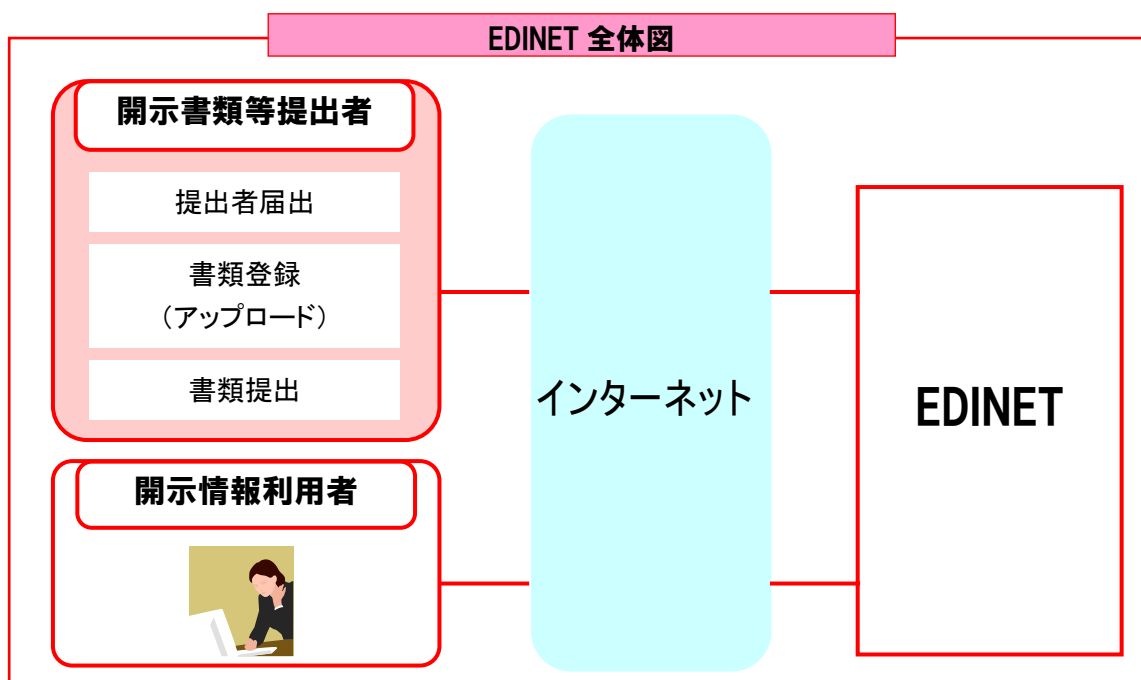 EDINET 全体図
開示書類等提出者
提出者届出
書類登録
（アップロード）
書類提出
開示情報利用者
インターネット
EDINET